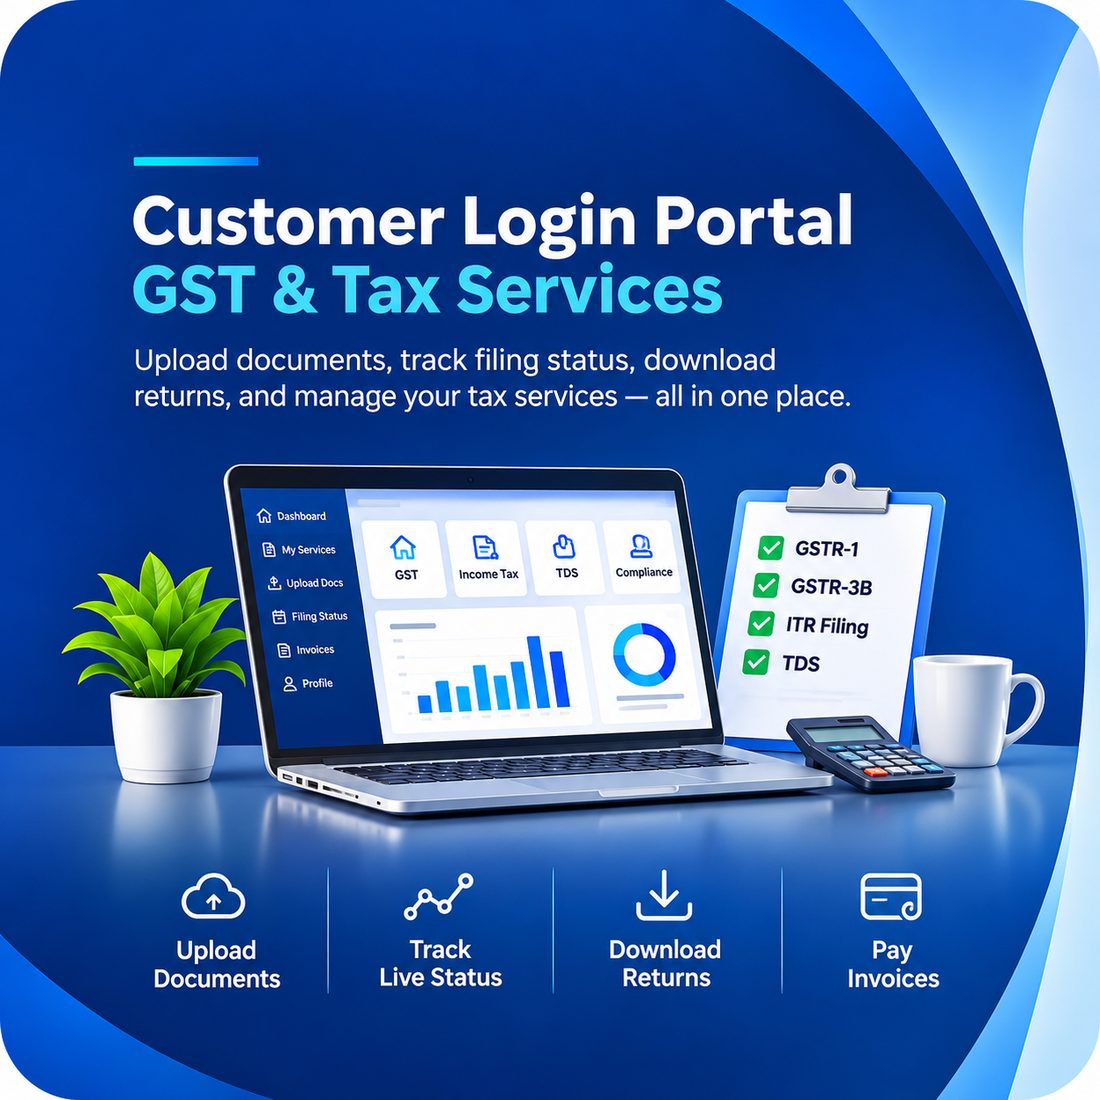 Customer Login Portal
GST & Tax Services
Upload documents, track filing status, download
returns, and manage your tax services — all in one place.
Dashboard
My Services
Upload Docs
Filing Status
Invoices
Profile
GST
Income Tax
TDS
Compliance
GSTR-1
GSTR-3B
ITR Filing
TDS
Upload
Documents
Track
Live Status
Download
Returns
Pay
Invoices